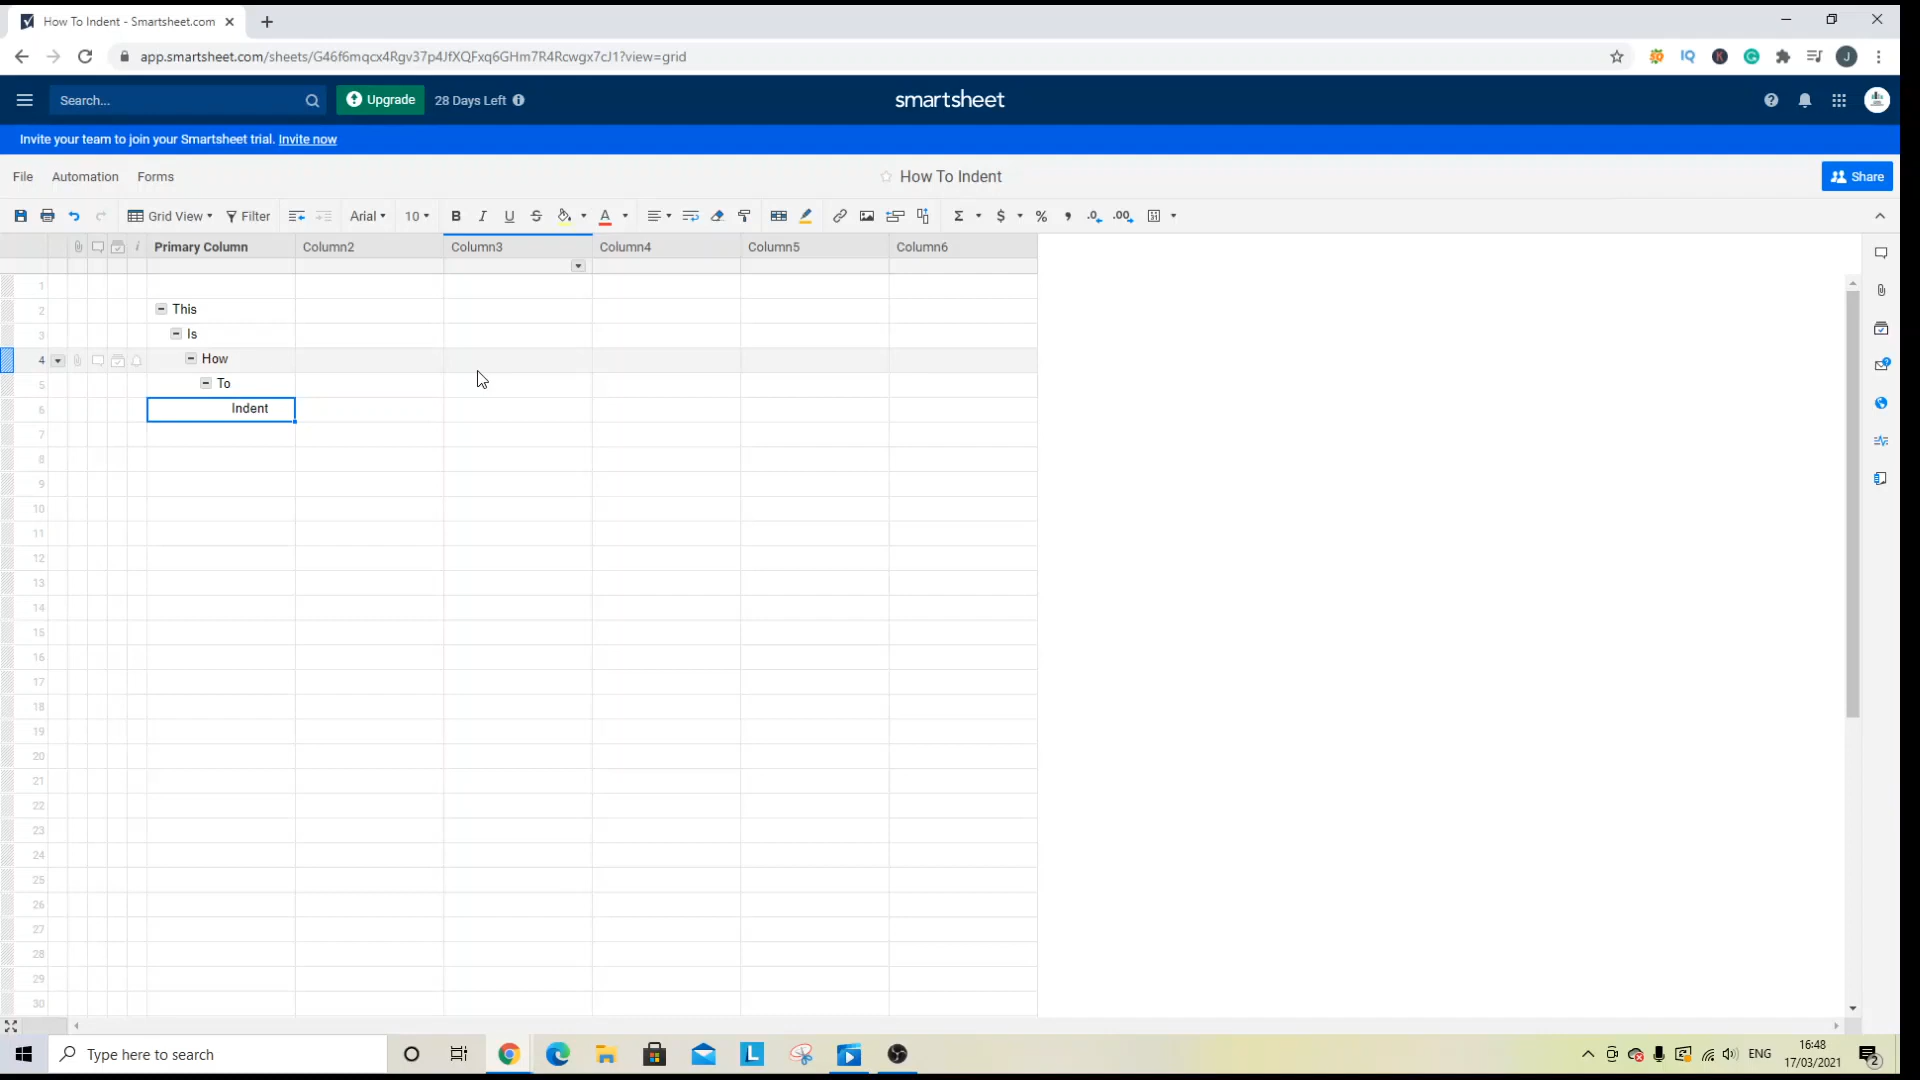 How To Indent - Smartsheet.com
app.smartsheet.com/sheets/G46f6mqcx4Rgv37p4JfXQFxq6GHm7R4Rcwgx7cJ1?view=grid
Search...
Upgrade
28 Days Left
smartsheet
Invite your team to join your Smartsheet trial. Invite now
File Automation Forms
How To Indent
Share
Grid View Filter Arial 10 B I U S A Σ $ % .0 .00
Primary Column Column2 Column3 Column4 Column5 Column6
1
2 This
3 Is
4 How
5 To
6 Indent
7
8
9
10
11
12
13
14
15
16
17
18
19
20
21
22
23
24
25
26
27
28
29
30
Type here to search
ENG
16:48
17/03/2021
2